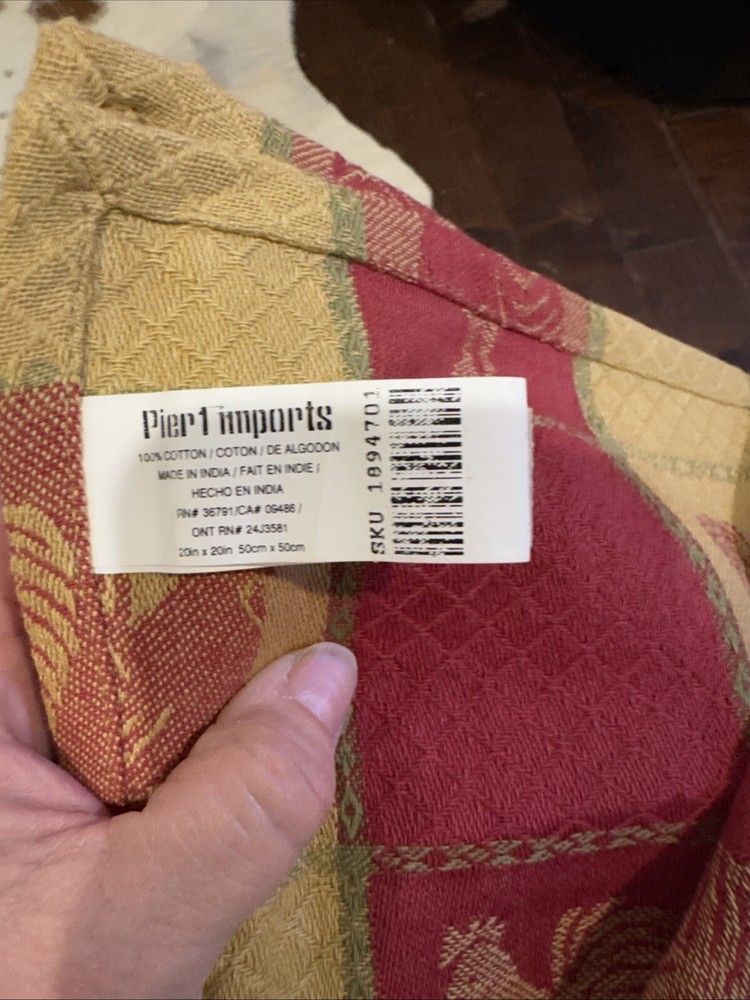 Pier 1 imports
100% COTTON / COTON / DE ALGODON
MADE IN INDIA / FAIT EN INDIE /
HECHO EN INDIA
RN# 36791/CA# 09486 /
ONT RN# 24J3581
20in x 20in 50cm x 50cm
SKU 1894701